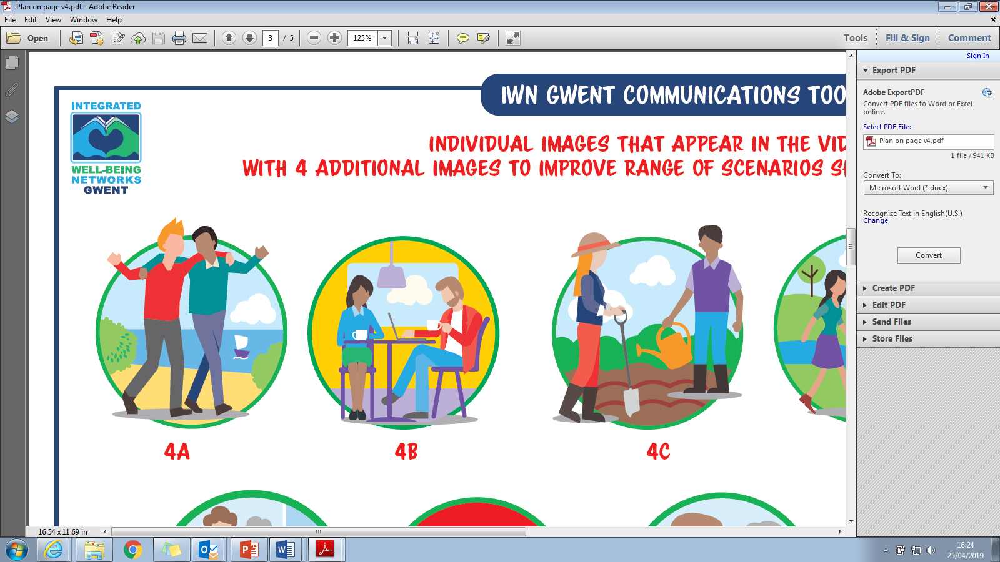 Plan on page v4.pdf - Adobe Reader
File Edit View Window Help
Open
3 / 5
125%
Tools
Fill & Sign
Comment
Sign In
Export PDF
Adobe ExportPDF
Convert PDF files to Word or Excel
online.
Select PDF File:
Plan on page v4.pdf
1 file / 941 KB
Convert To:
Microsoft Word (*.docx)
Recognize Text in English(U.S.)
Change
Convert
Create PDF
Edit PDF
Send Files
Store Files
IWN GWENT COMMUNICATIONS TOO
INTEGRATED
WELL-BEING
NETWORKS
GWENT
INDIVIDUAL IMAGES THAT APPEAR IN THE VID
WITH 4 ADDITIONAL IMAGES TO IMPROVE RANGE OF SCENARIOS S
4A
4B
4C
16.54 x 11.69 in
16:24
25/04/2019